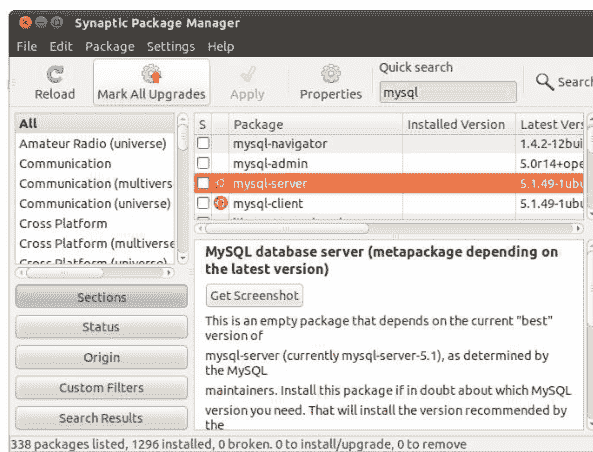 Synaptic Package Manager
File Edit Package Settings Help
Reload Mark All Upgrades Apply Properties Quick search
mysql Search
All
Amateur Radio (universe)
Communication
Communication (multivers
Communication (universe)
Cross Platform
Cross Platform (multiverse
Cross Platform (universe)
Sections
Status
Origin
Custom Filters
Search Results
S Package Installed Version Latest Vers
mysql-navigator 1.4.2-12bui
mysql-admin 5.0r14+ope
mysql-server 5.1.49-1ubu
mysql-client 5.1.49-1ubu
MySQL database server (metapackage depending on
the latest version)
Get Screenshot
This is an empty package that depends on the current "best"
version of
mysql-server (currently mysql-server-5.1), as determined by
the MySQL
maintainers. Install this package if in doubt about which MySQL
version you need. That will install the version recommended by
the
338 packages listed, 1296 installed, 0 broken. 0 to install/upgrade, 0 to remove